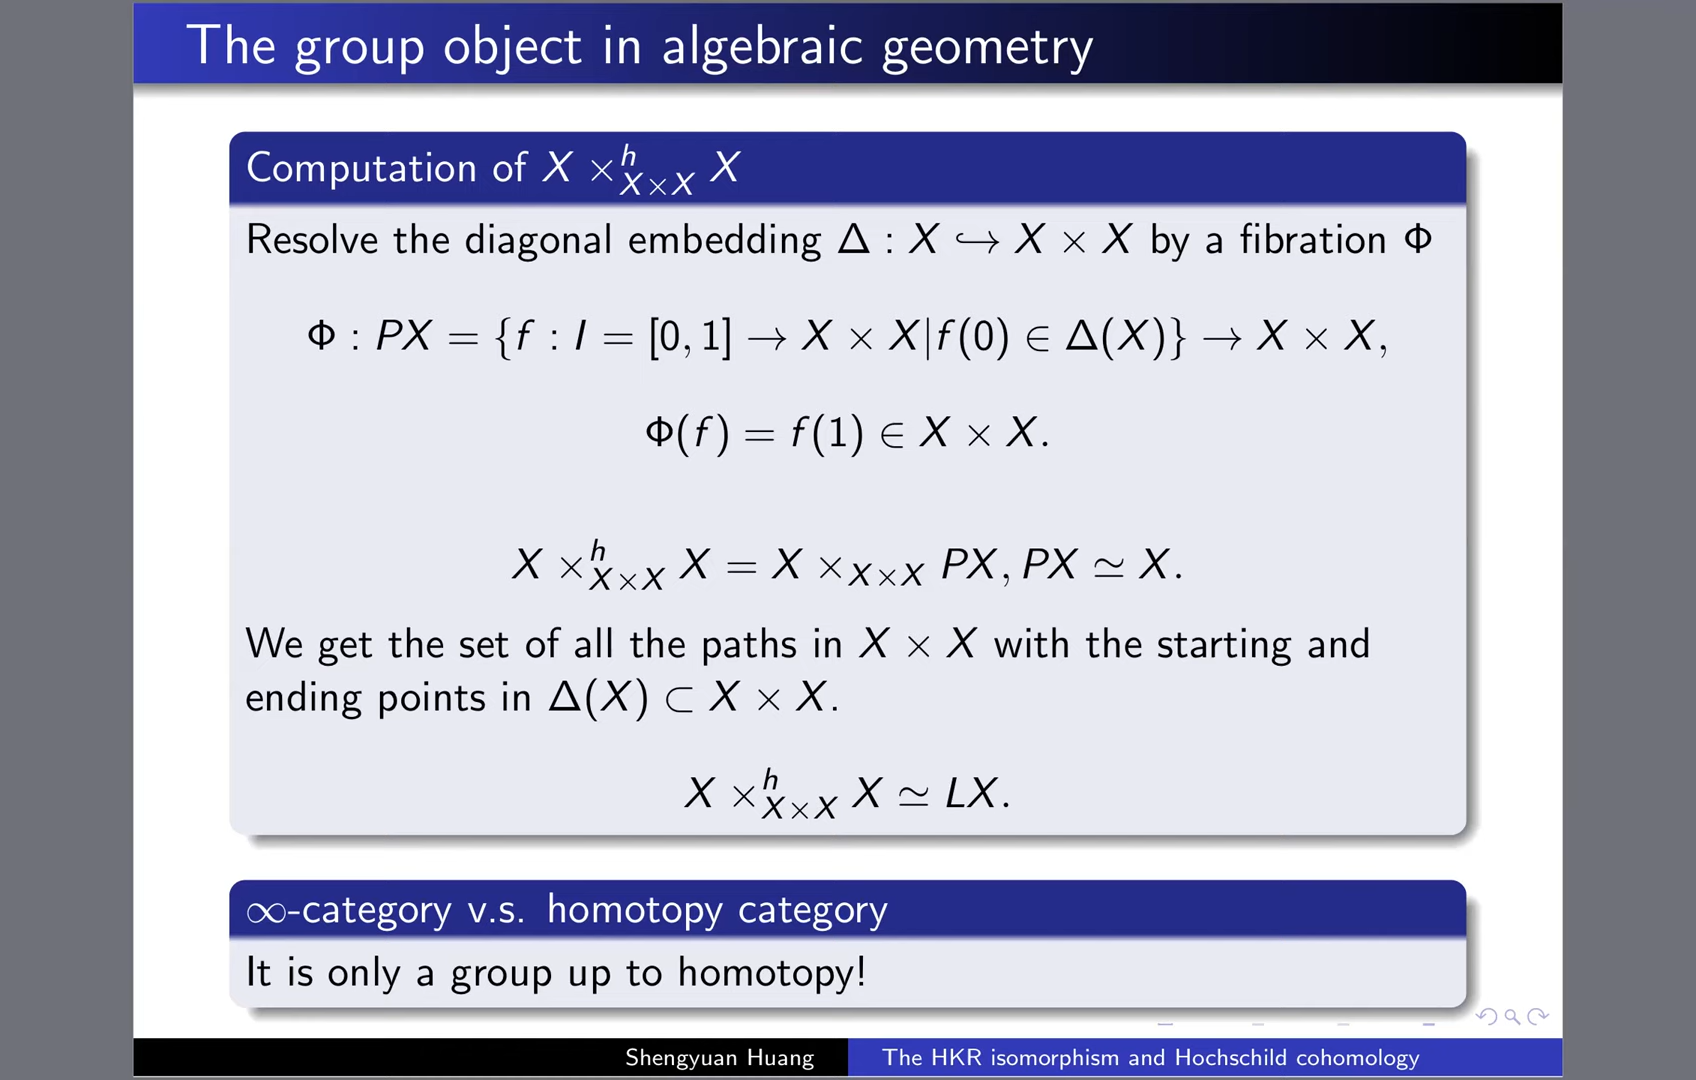 The group object in algebraic geometry
Computation of X ×^h_{X×X} X
Resolve the diagonal embedding Δ : X ↪ X × X by a fibration Φ
Φ : PX = {f : I = [0, 1] → X × X|f(0) ∈ Δ(X)} → X × X,
Φ(f) = f(1) ∈ X × X.
X ×^h_{X×X} X = X ×_{X×X} PX, PX ≃ X.
We get the set of all the paths in X × X with the starting and
ending points in Δ(X) ⊂ X × X.
X ×^h_{X×X} X ≃ LX.
∞-category v.s. homotopy category
It is only a group up to homotopy!
Shengyuan Huang
The HKR isomorphism and Hochschild cohomology